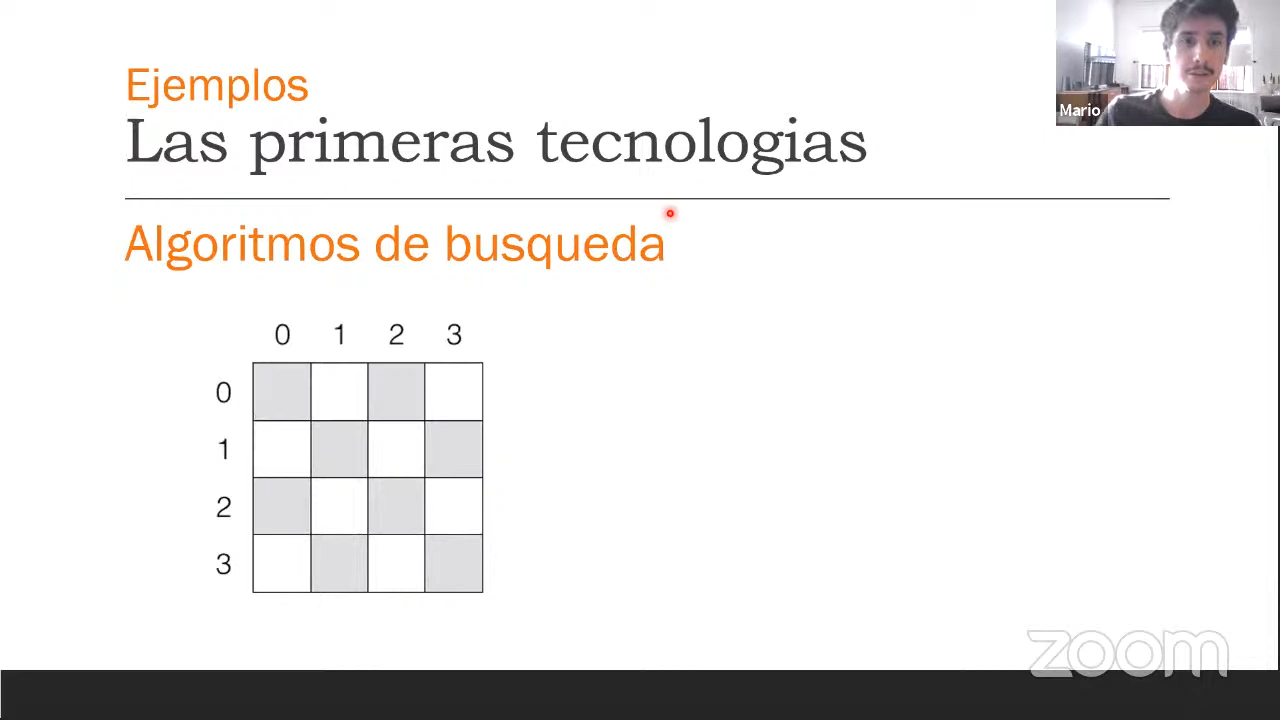 Ejemplos
Las primeras tecnologias
Mario
Algoritmos de busqueda
0 1 2 3
0
1
2
3
zoom